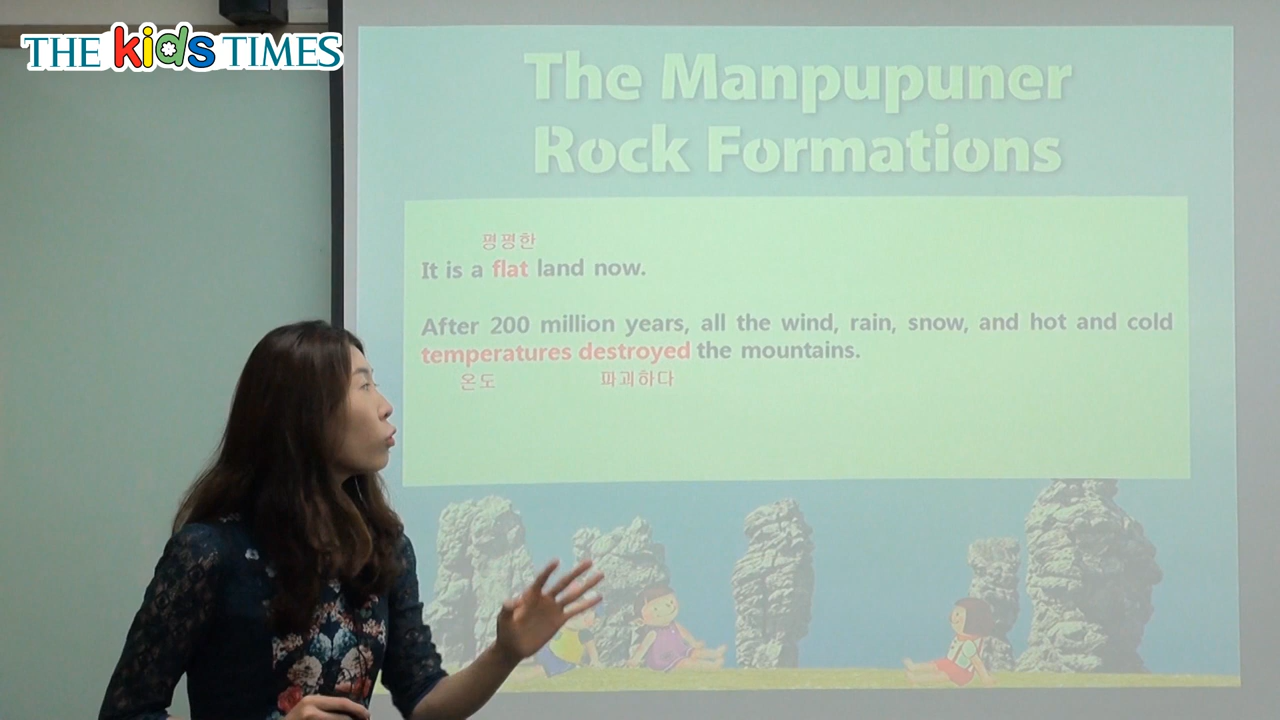 THE kids TIMES
The Manpupuner
Rock Formations
평평한
It is a flat land now.
After 200 million years, all the wind, rain, snow, and hot and cold
temperatures destroyed the mountains.
온도 파괴하다